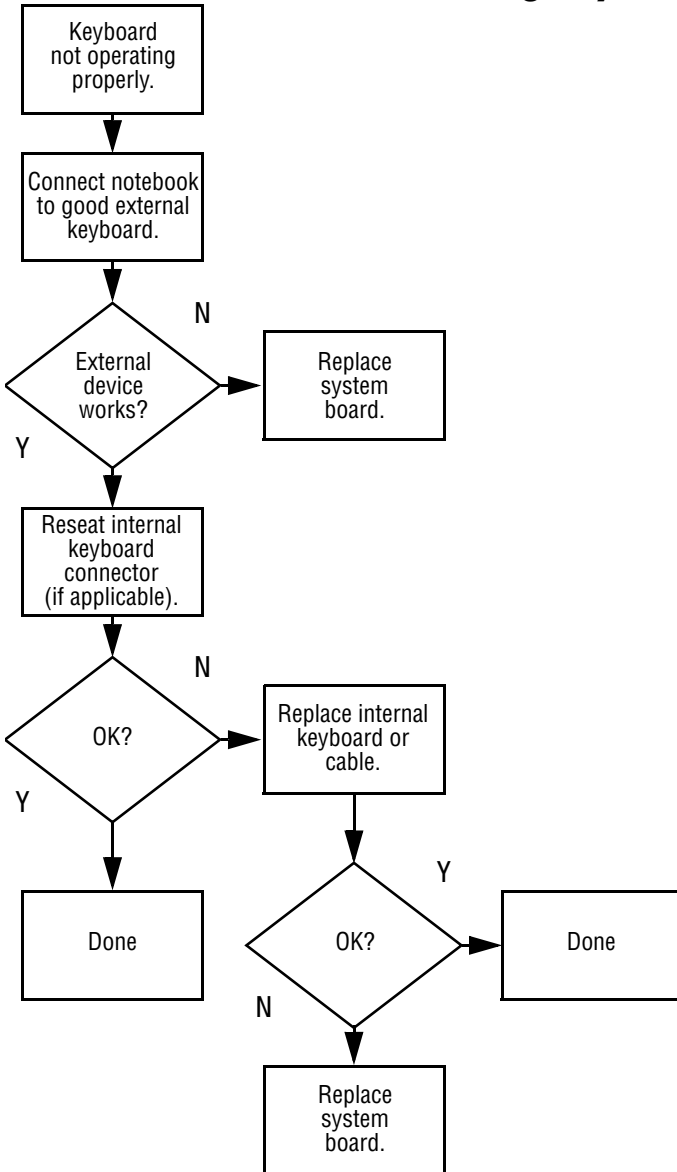 Keyboard
not operating
properly.
Connect notebook
to good external
keyboard.
N
External
device
works?
Replace
system
board.
Y
Reseat internal
keyboard
connector
(if applicable).
N
OK?
Replace internal
keyboard or
cable.
Y
Y
Done
OK?
Done
N
Replace
system
board.